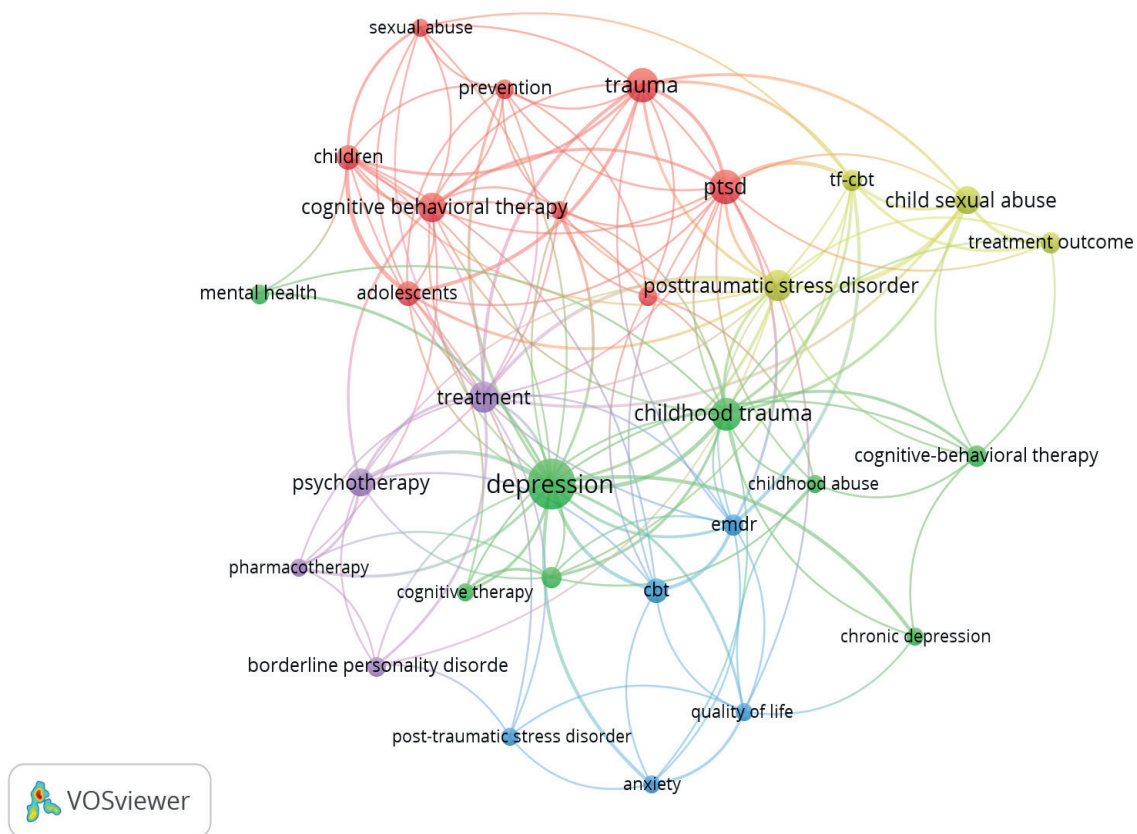 sexual abuse
trauma
prevention
children
ptsd
tf-cbt
child sexual abuse
cognitive behavioral therapy
treatment outcome
mental health
adolescents
posttraumatic stress disorder
treatment
childhood trauma
cognitive-behavioral therapy
psychotherapy
depression
childhood abuse
emdr
pharmacotherapy
cognitive therapy
cbt
chronic depression
borderline personality disorde
quality of life
post-traumatic stress disorder
anxiety
VOSviewer